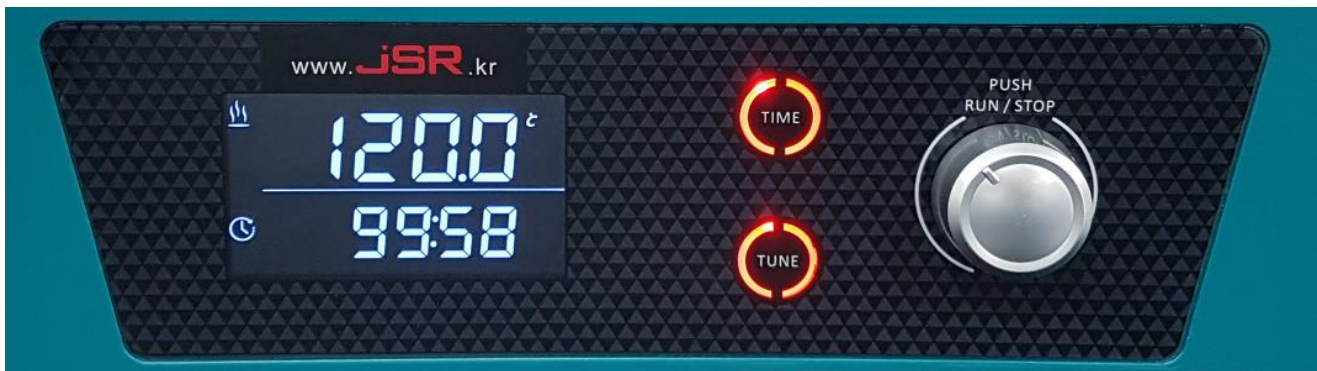 www.jSR.kr
120.0 ℃
99:58
TIME
TUNE
PUSH
RUN / STOP